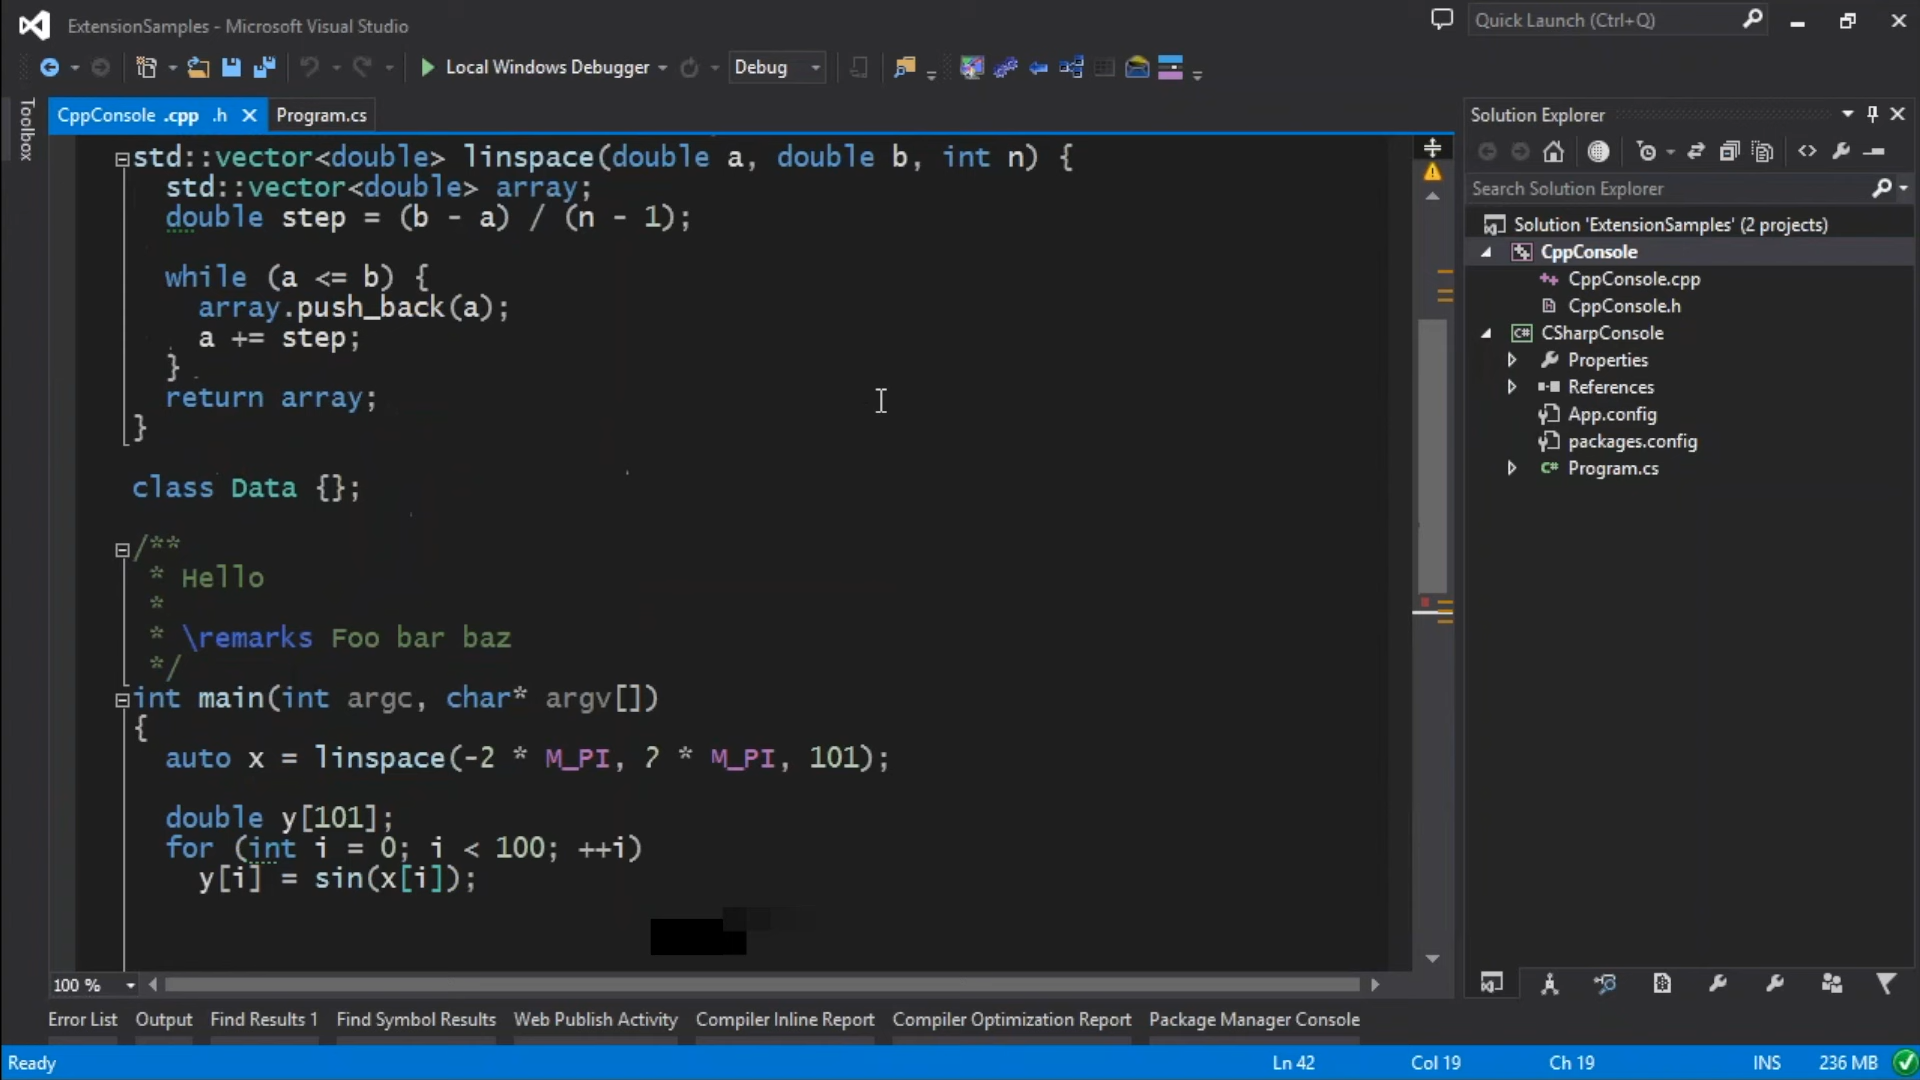 ExtensionSamples - Microsoft Visual Studio
Quick Launch (Ctrl+Q)
Local Windows Debugger
Debug
Toolbox
CppConsole .cpp .h
Program.cs
std::vector<double> linspace(double a, double b, int n) {
std::vector<double> array;
double step = (b - a) / (n - 1);
while (a <= b) {
array.push_back(a);
a += step;
}
return array;
}
class Data {};
/**
* Hello
*
* \remarks Foo bar baz
*/
int main(int argc, char* argv[])
{
auto x = linspace(-2 * M_PI, 2 * M_PI, 101);
double y[101];
for (int i = 0; i < 100; ++i)
y[i] = sin(x[i]);
100 %
Solution Explorer
Search Solution Explorer
Solution 'ExtensionSamples' (2 projects)
CppConsole
CppConsole.cpp
CppConsole.h
CSharpConsole
Properties
References
App.config
packages.config
Program.cs
Error List
Output
Find Results 1
Find Symbol Results
Web Publish Activity
Compiler Inline Report
Compiler Optimization Report
Package Manager Console
Ready
Ln 42
Col 19
Ch 19
INS
236 MB